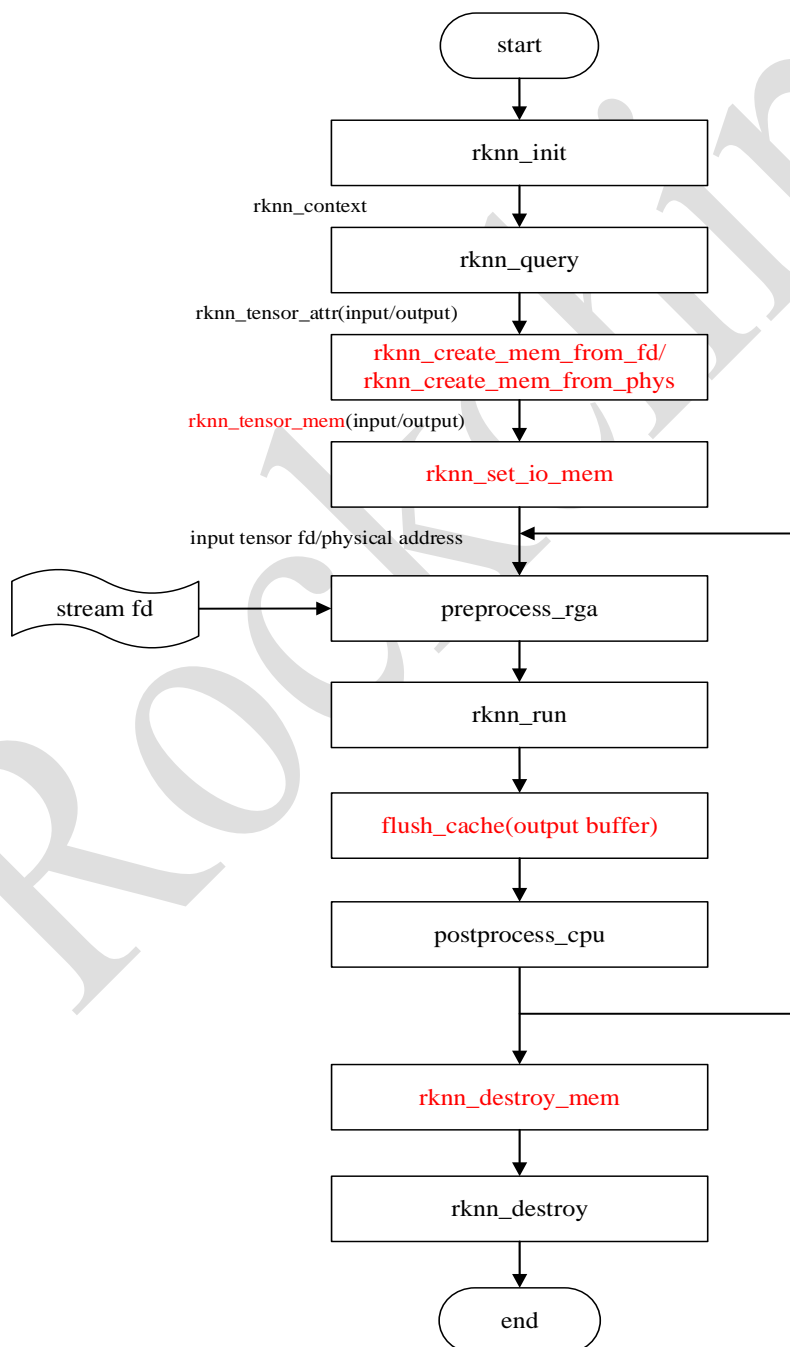 start
rknn_init
rknn_context
rknn_query
rknn_tensor_attr(input/output)
rknn_create_mem_from_fd/
rknn_create_mem_from_phys
rknn_tensor_mem(input/output)
rknn_set_io_mem
input tensor fd/physical address
stream fd
preprocess_rga
rknn_run
flush_cache(output buffer)
postprocess_cpu
rknn_destroy_mem
rknn_destroy
end
Rockchip